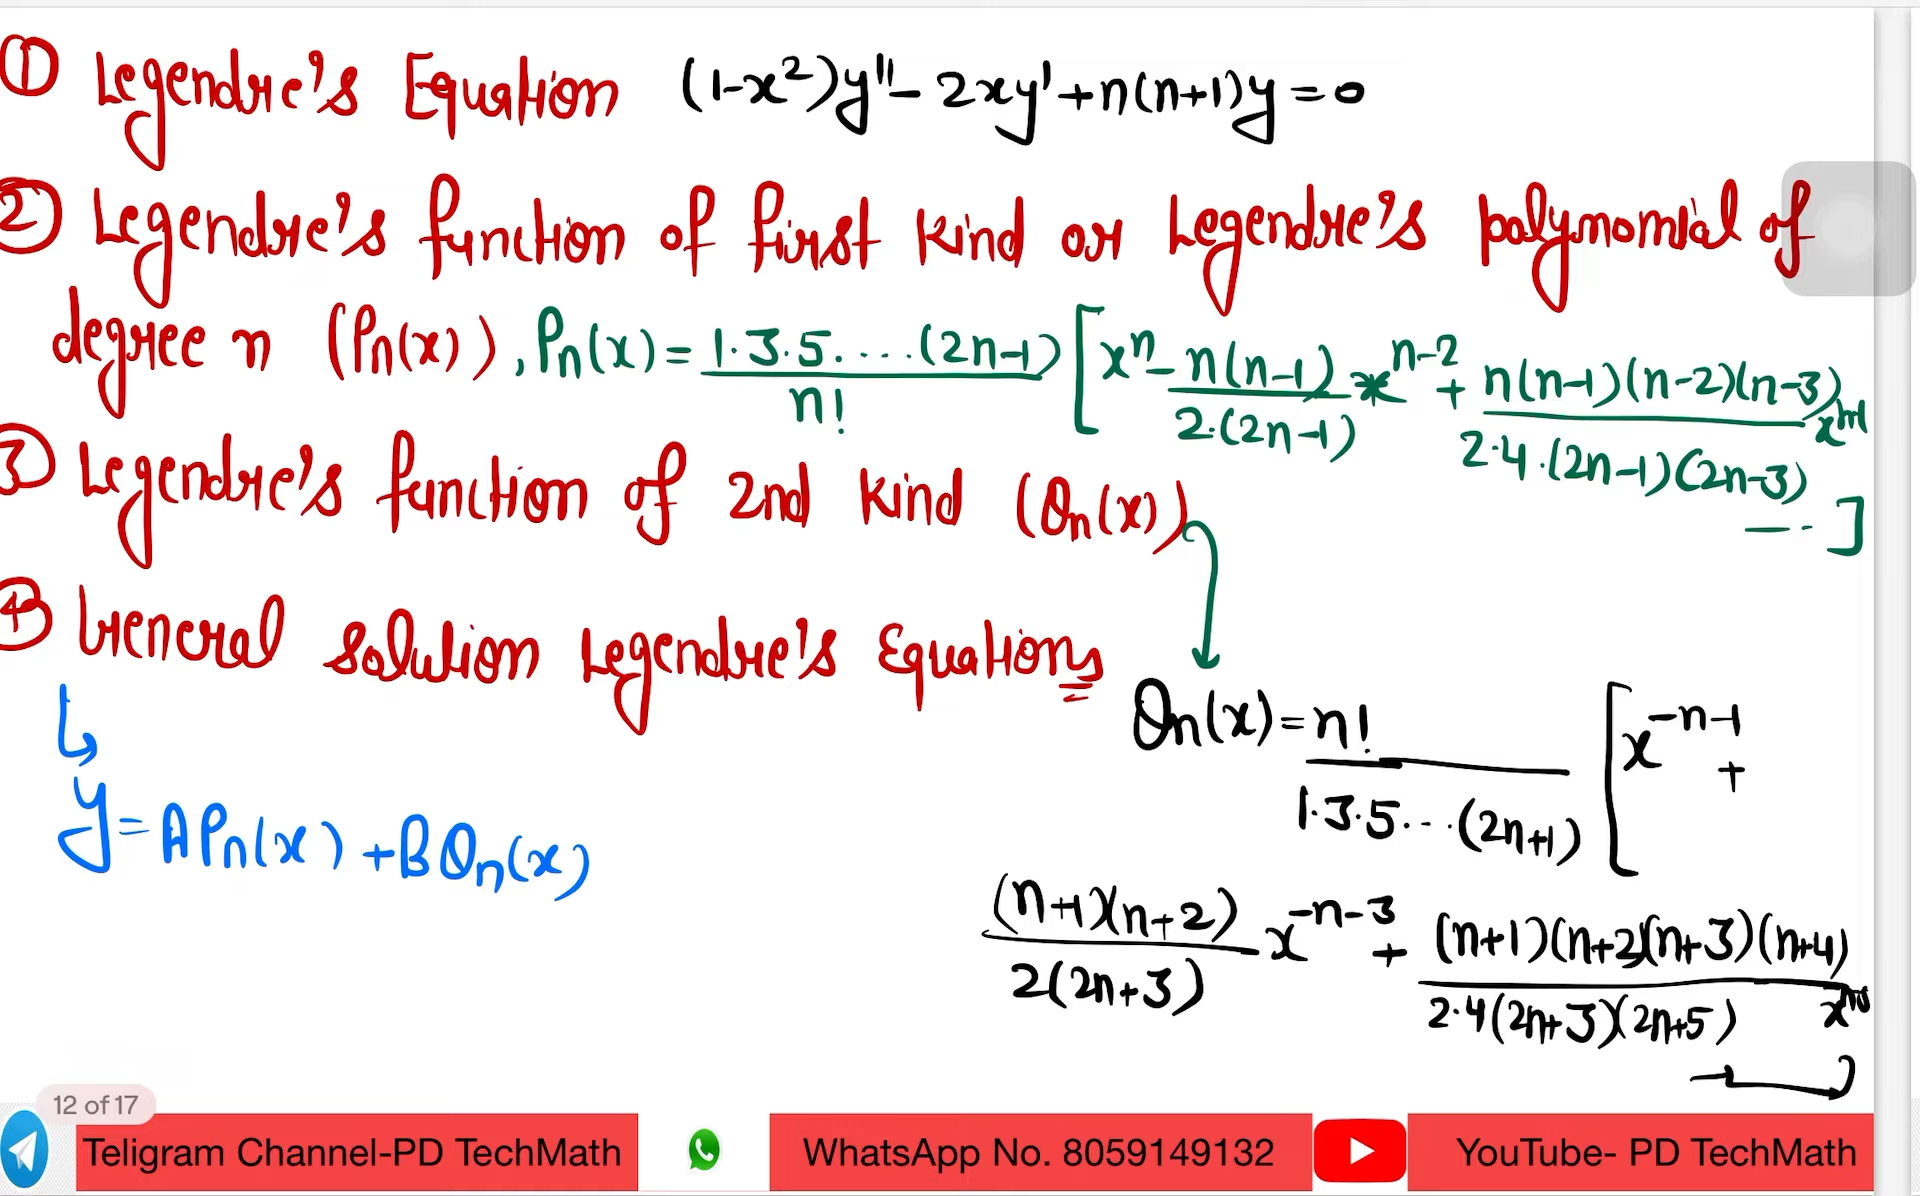 ① Legendre's Equation (1-x²)y''- 2xy'+n(n+1)y=0
② Legendre's function of first kind or Legendre's polynomial of
degree n (Pn(x)), Pn(x)= 1·3·5....(2n-1)/n! [xⁿ - n(n-1)/2·(2n-1) xⁿ⁻² + n(n-1)(n-2)(n-3)/2·4·(2n-1)(2n-3)
--- ]
③ Legendre's function of 2nd kind (Qn(x))
④ General solution Legendre's Equations
Qn(x)= n!/1·3·5...(2n+1) [x⁻ⁿ⁻¹ +
y=APn(x)+BQn(x)
(n+1)(n+2)/2(2n+3) x⁻ⁿ⁻³ + (n+1)(n+2)(n+3)(n+4)/2·4(2n+3)(2n+5)
12 of 17
Teligram Channel-PD TechMath
WhatsApp No. 8059149132
YouTube- PD TechMath